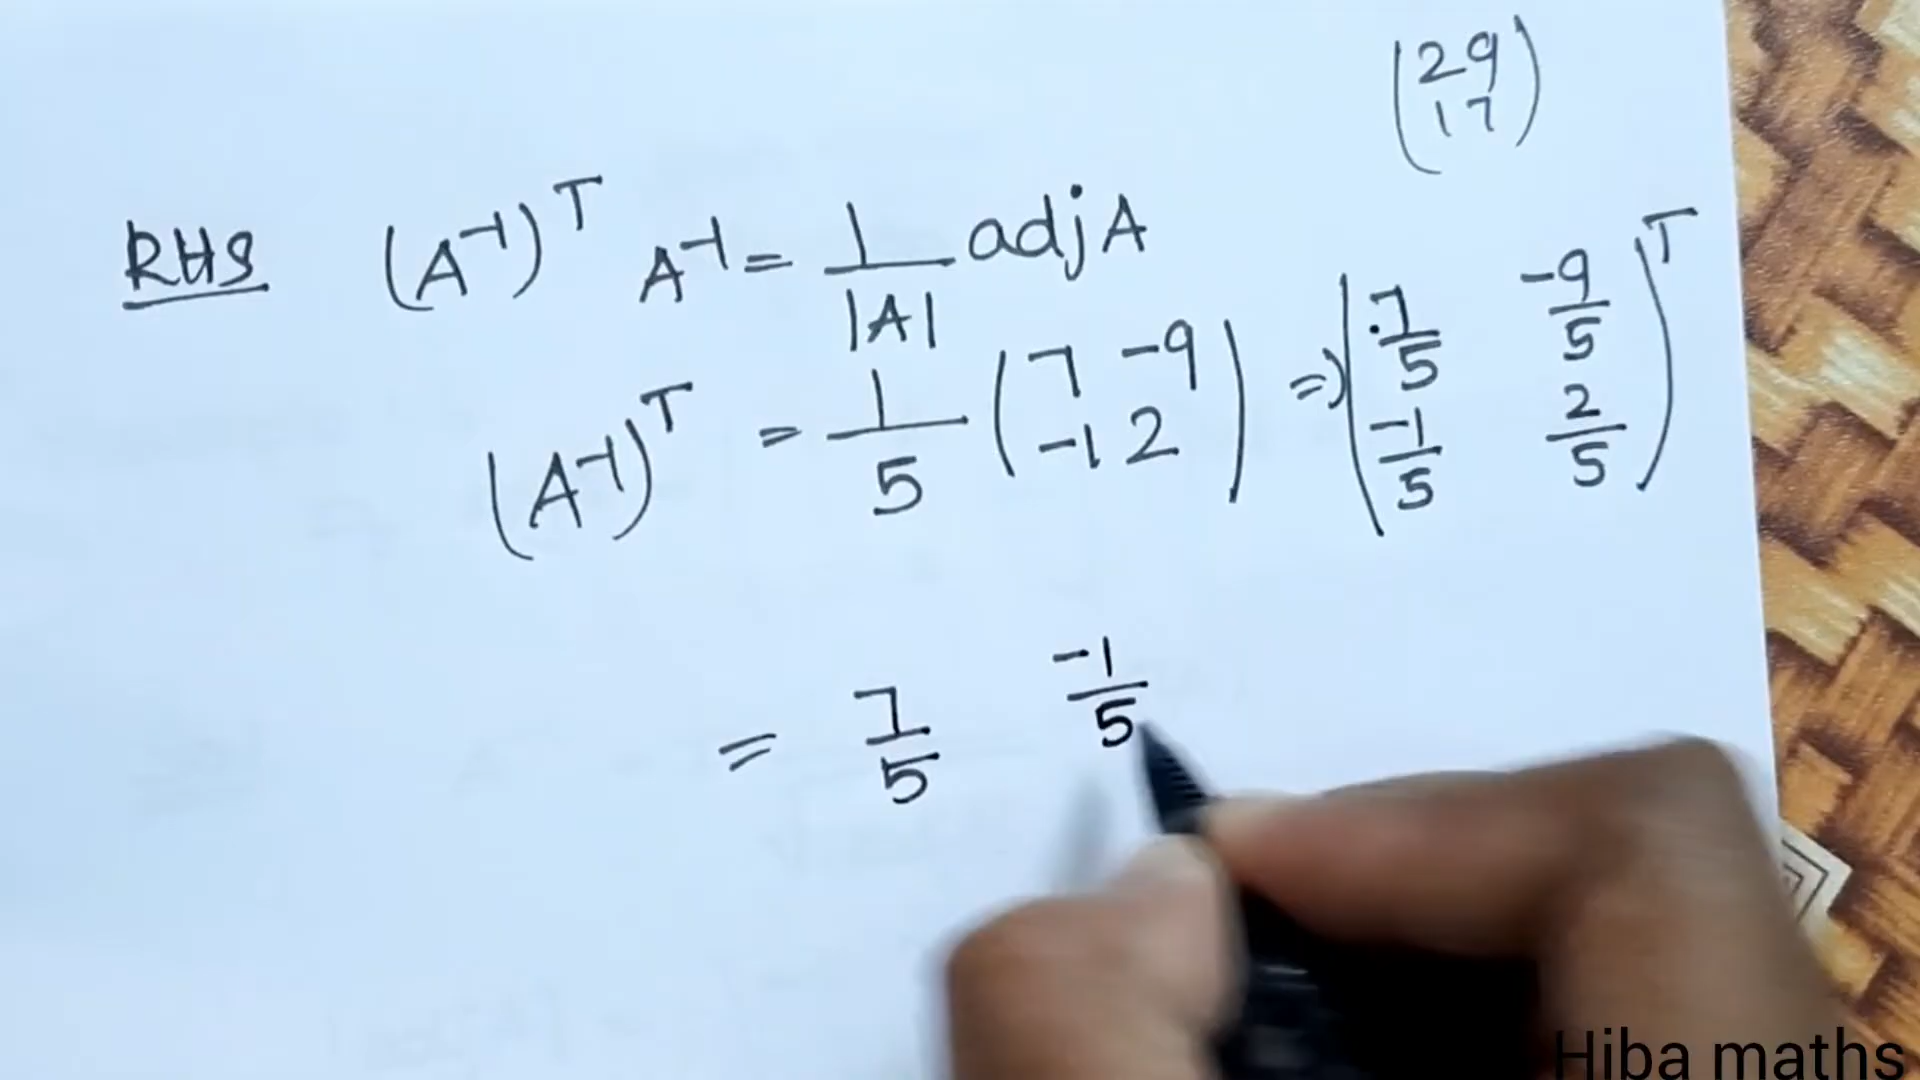 (2 9
1 7)
RHS (A⁻¹)ᵀ A⁻¹ = 1/|A| adj A
(A⁻¹)ᵀ = 1/5 (7 -9
-1 2) => (7/5 -9/5
-1/5 2/5)ᵀ
= 7/5 -1/5
Hiba maths